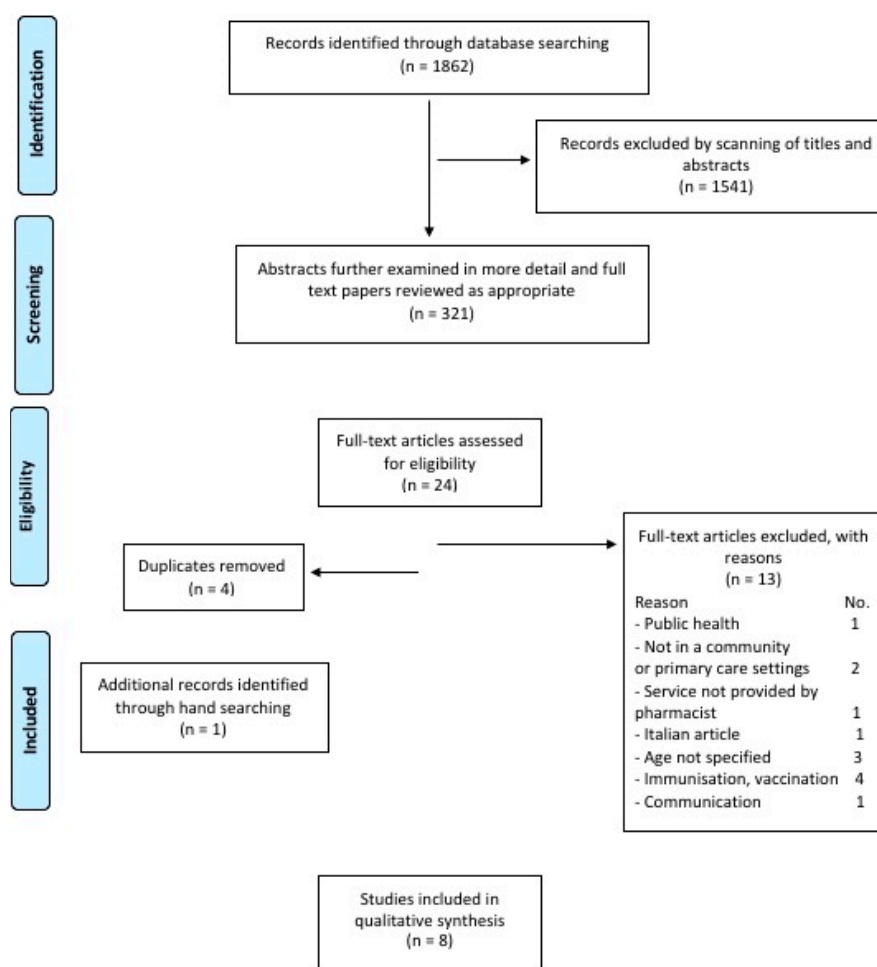 Identification
Records identified through database searching
(n = 1862)
Records excluded by scanning of titles and
abstracts
(n = 1541)
Screening
Abstracts further examined in more detail and full
text papers reviewed as appropriate
(n = 321)
Eligibility
Full-text articles assessed
for eligibility
(n = 24)
Duplicates removed
(n = 4)
Full-text articles excluded, with
reasons
(n = 13)
Reason No.
- Public health 1
- Not in a community
or primary care settings 2
- Service not provided by
pharmacist 1
- Italian article 1
- Age not specified 3
- Immunisation, vaccination 4
- Communication 1
Included
Additional records identified
through hand searching
(n = 1)
Studies included in
qualitative synthesis
(n = 8)